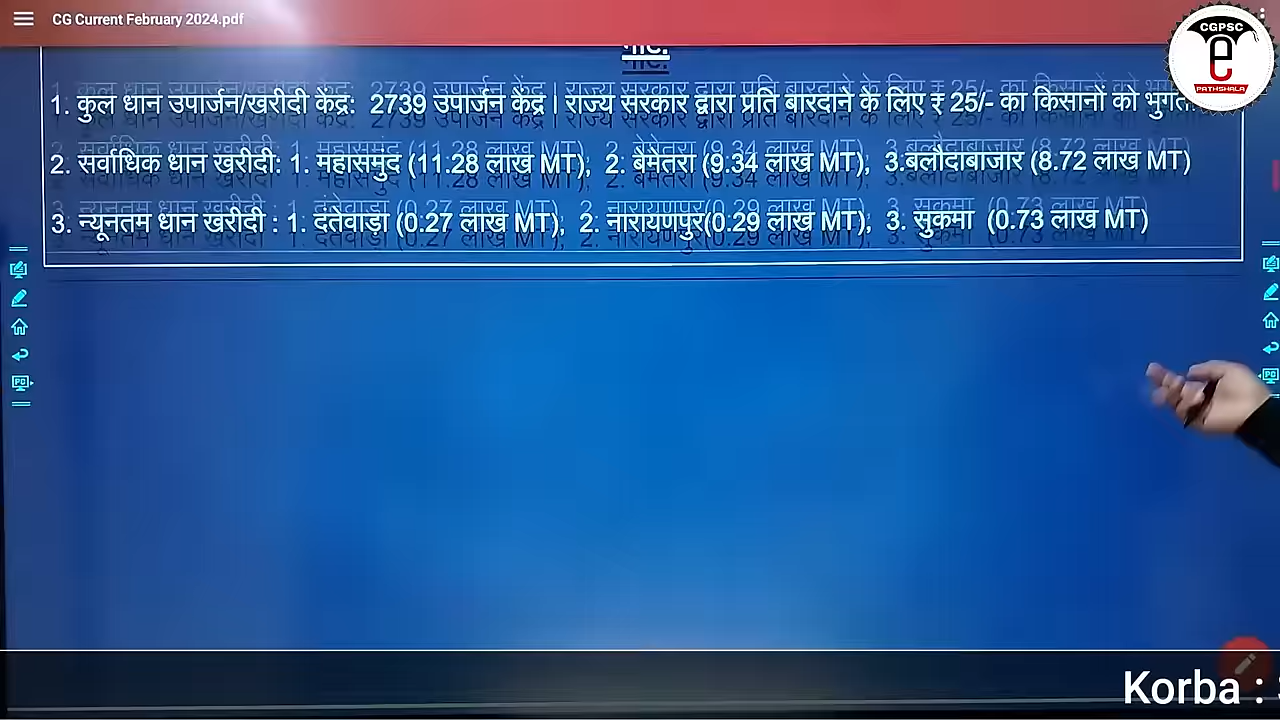 CG Current February 2024.pdf
CGPSC
e
PATHSHALA
नोट:
1. कुल धान उपार्जन/खरीदी केंद्र: 2739 उपार्जन केंद्र | राज्य सरकार द्वारा प्रति बारदाने के लिए ₹ 25/- का किसानों को
2. सर्वाधिक धान खरीदी: 1. महासमुंद (11.28 लाख MT), 2. बेमेतरा (9.34 लाख MT), 3.बलौदाबाजार (8.72 लाख MT)
3. न्यूनतम धान खरीदी : 1. दंतेवाड़ा (0.27 लाख MT), 2. नारायणपुर(0.29 लाख MT), 3. सुकमा (0.73 लाख MT)
PC
PC
Korba :